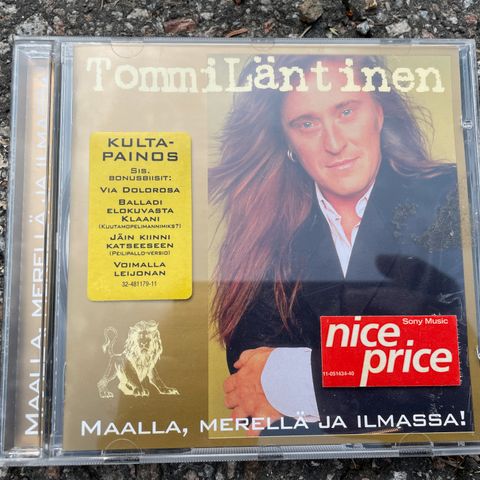 TommiLäntinen
KULTA-
PAINOS
SIS.
BONUSBIISIT:
VIA DOLOROSA
BALLADI
ELOKUVASTA
KLAANI
(KUUTAMOPELIMANNIMIKS?)
JÄIN KIINNI
KATSEESEEN
(PEILIPALLO-VERSIO)
VOIMALLA
LEIJONAN
32-481179-11
Sony Music
nice
price
11-051434-40
MAALLA, MERELLÄ JA ILMASSA!
MAALLA, MERELLÄ JA ILMASSA!